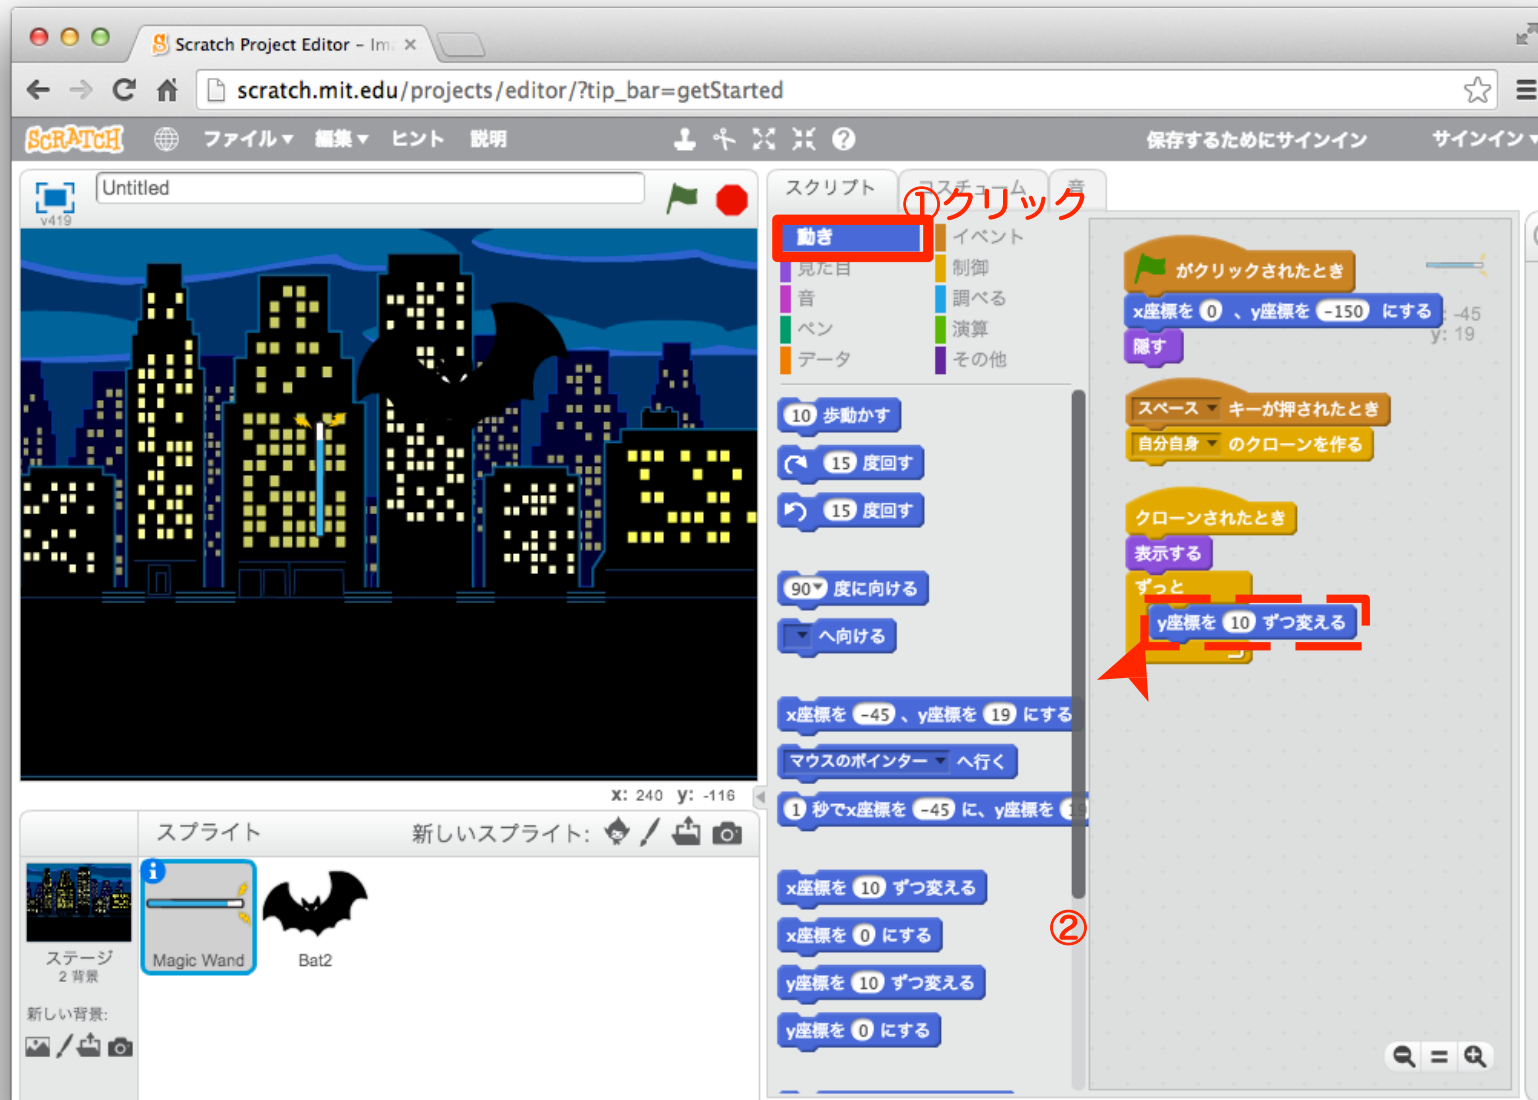 Scratch Project Editor – Im
scratch.mit.edu/projects/editor/?tip_bar=getStarted
SCRATCH ファイル 編集 ヒント 説明 保存するためにサインイン サインイン
Untitled
v419
スクリプト コスチューム 音
①クリック
動き イベント
見た目 制御
音 調べる
ペン 演算
データ その他
10 歩動かす
15 度回す
15 度回す
90 度に向ける
へ向ける
x座標を -45 、y座標を 19 にする
マウスのポインター へ行く
1 秒でx座標を -45 に、y座標を
x座標を 10 ずつ変える
x座標を 0 にする
②
y座標を 10 ずつ変える
y座標を 0 にする
がクリックされたとき
x座標を 0 、y座標を -150 にする
隠す
: -45
y: 19
スペース キーが押されたとき
自分自身 のクローンを作る
クローンされたとき
表示する
ずっと
y座標を 10 ずつ変える
x: 240 y: -116
スプライト 新しいスプライト:
ステージ
2 背景
新しい背景:
Magic Wand
Bat2